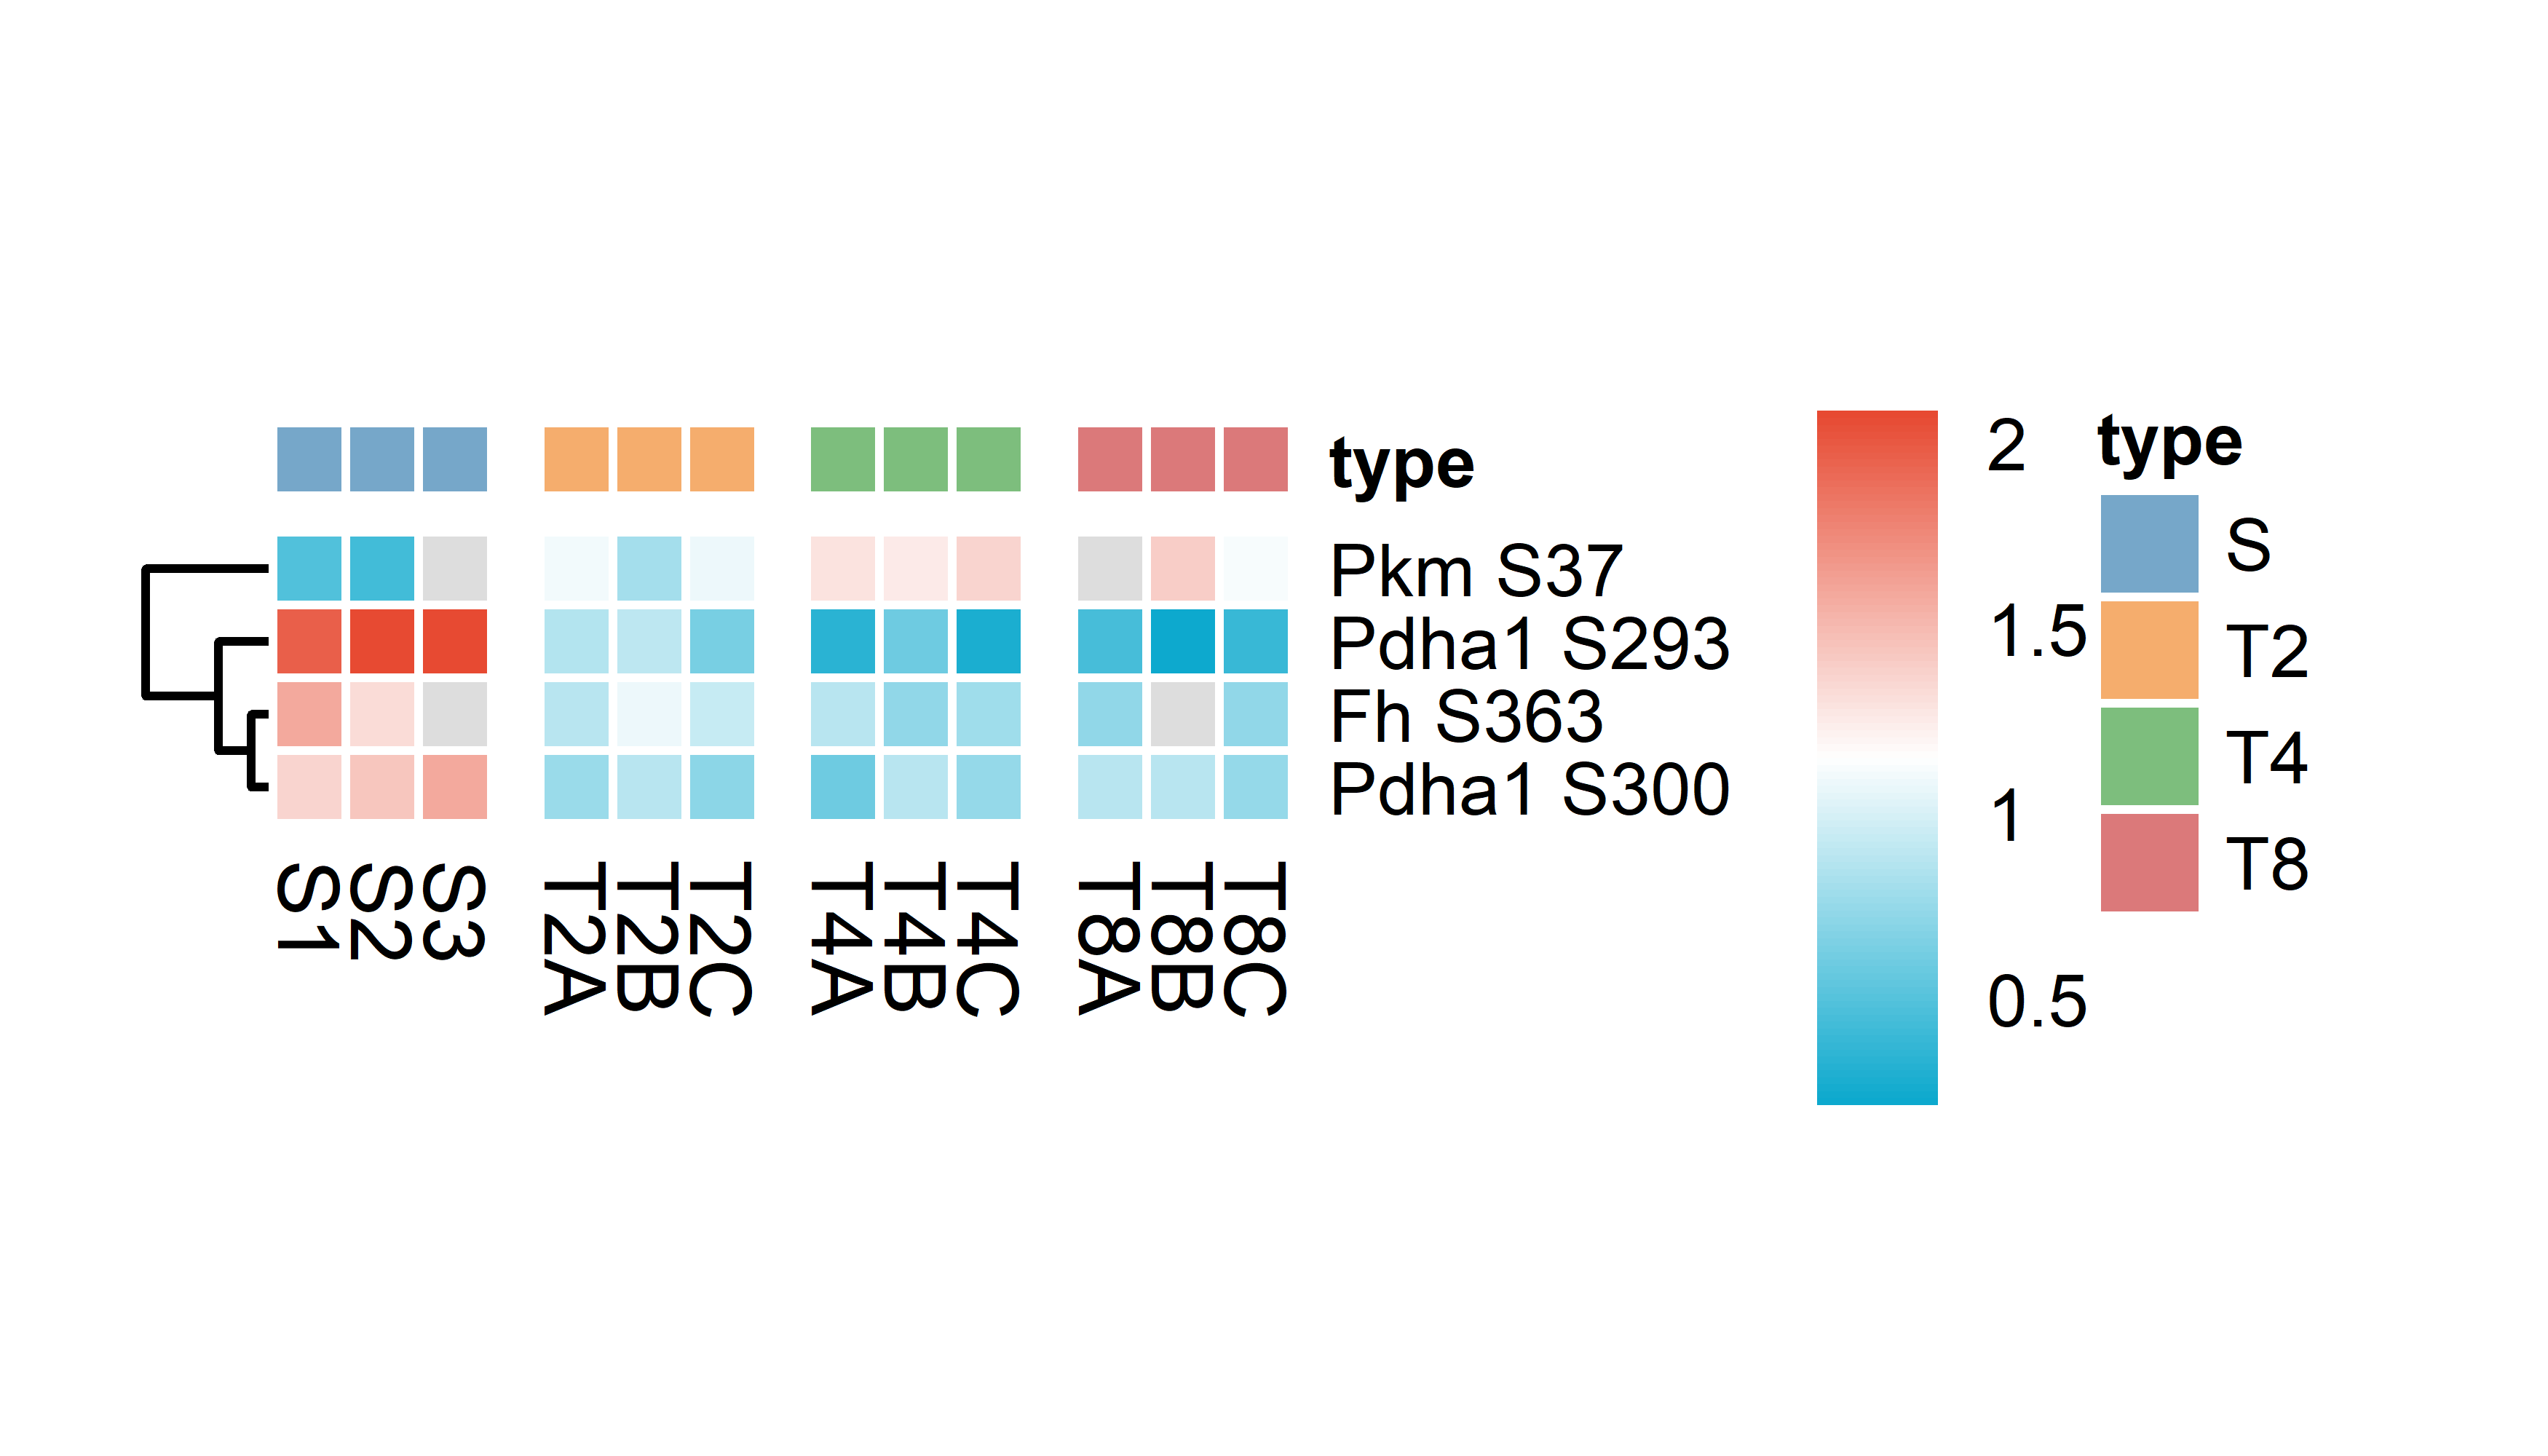 type
Pkm S37
Pdha1 S293
Fh S363
Pdha1 S300
S1 S2 S3 T2A T2B T2C T4A T4B T4C T8A T8B T8C
2
1.5
1
0.5
type
S
T2
T4
T8